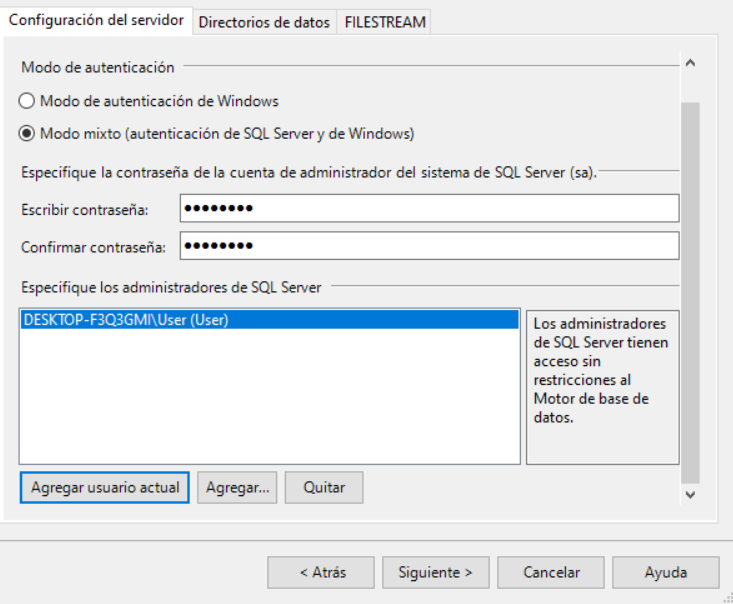 Configuración del servidor Directorios de datos FILESTREAM
Modo de autenticación
Modo de autenticación de Windows
Modo mixto (autenticación de SQL Server y de Windows)
Especifique la contraseña de la cuenta de administrador del sistema de SQL Server (sa).
Escribir contraseña: ●●●●●●●●
Confirmar contraseña: ●●●●●●●●
Especifique los administradores de SQL Server
DESKTOP-F3Q3GMI\User (User)
Los administradores
de SQL Server tienen
acceso sin
restricciones al
Motor de base de
datos.
Agregar usuario actual Agregar... Quitar
< Atrás Siguiente > Cancelar Ayuda